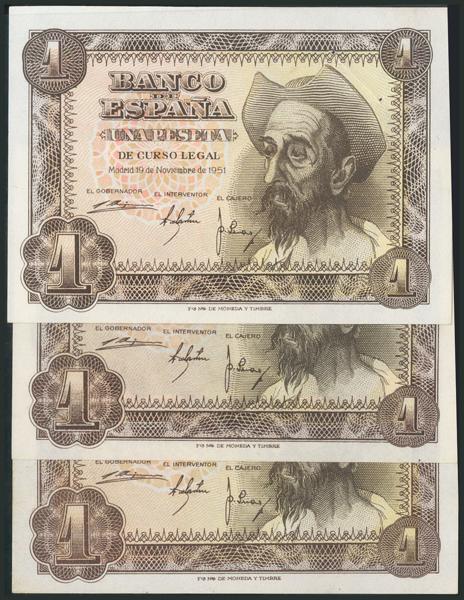 1 1
BANCO
DE
ESPAÑA
UNA PESETA
DE CURSO LEGAL
Madrid 19 de Noviembre de 1951
EL GOBERNADOR EL INTERVENTOR EL CAJERO
1 1
Fca Nal DE MONEDA Y TIMBRE
EL GOBERNADOR EL INTERVENTOR EL CAJERO
1 1
Fca Nal DE MONEDA Y TIMBRE
EL GOBERNADOR EL INTERVENTOR EL CAJERO
1 1
Fca Nal DE MONEDA Y TIMBRE